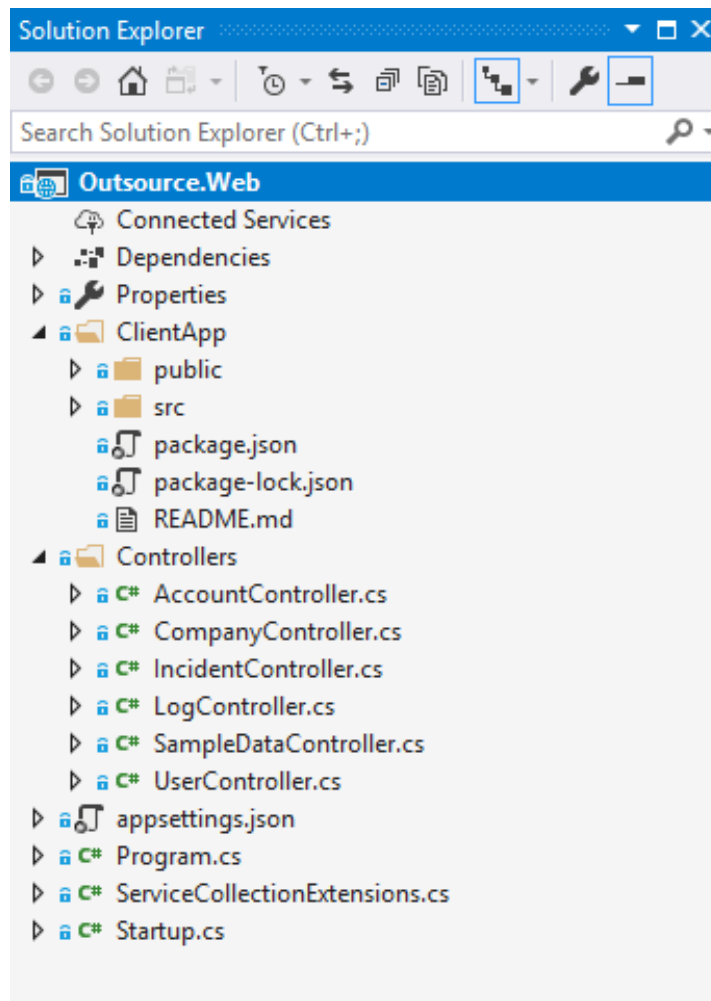 Solution Explorer
Search Solution Explorer (Ctrl+;)
Outsource.Web
Connected Services
Dependencies
Properties
ClientApp
public
src
package.json
package-lock.json
README.md
Controllers
C# AccountController.cs
C# CompanyController.cs
C# IncidentController.cs
C# LogController.cs
C# SampleDataController.cs
C# UserController.cs
appsettings.json
C# Program.cs
C# ServiceCollectionExtensions.cs
C# Startup.cs